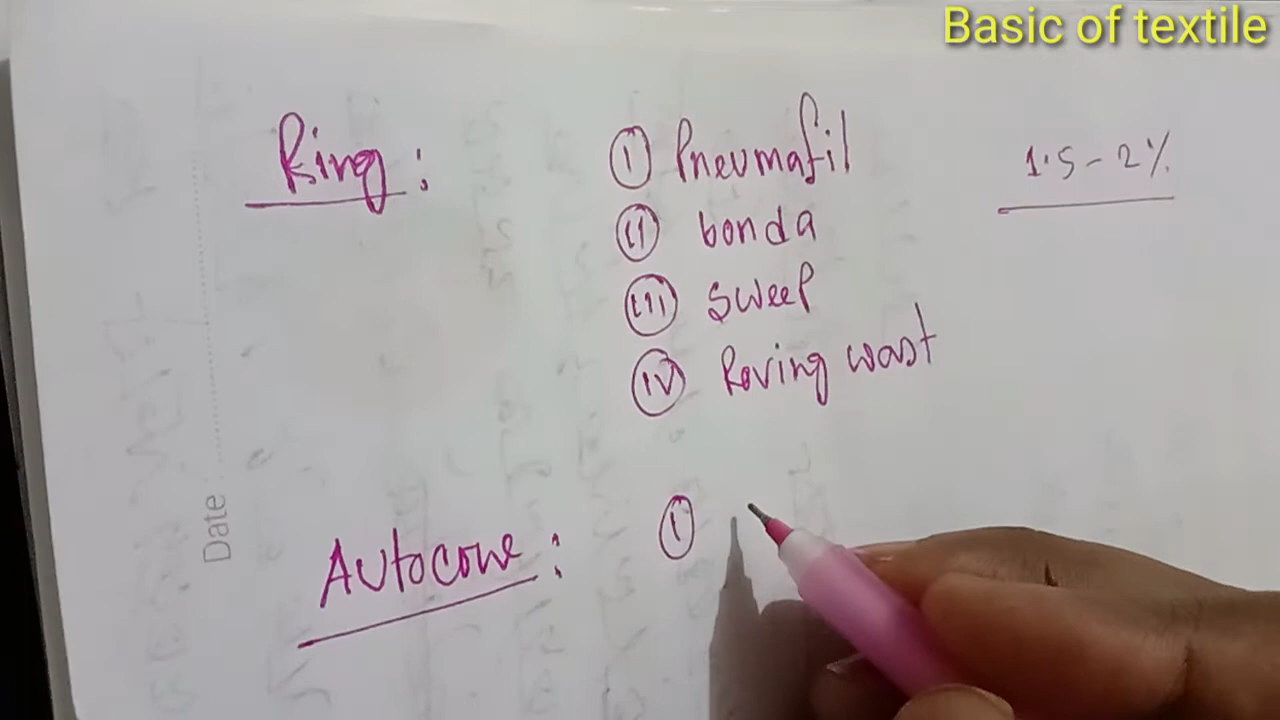 Basic of textile
Ring: (i) Pneumafil 1.5 - 2%
(ii) bonda
(iii) sweep
(iv) Roving wast
Date
Autocone: (i)